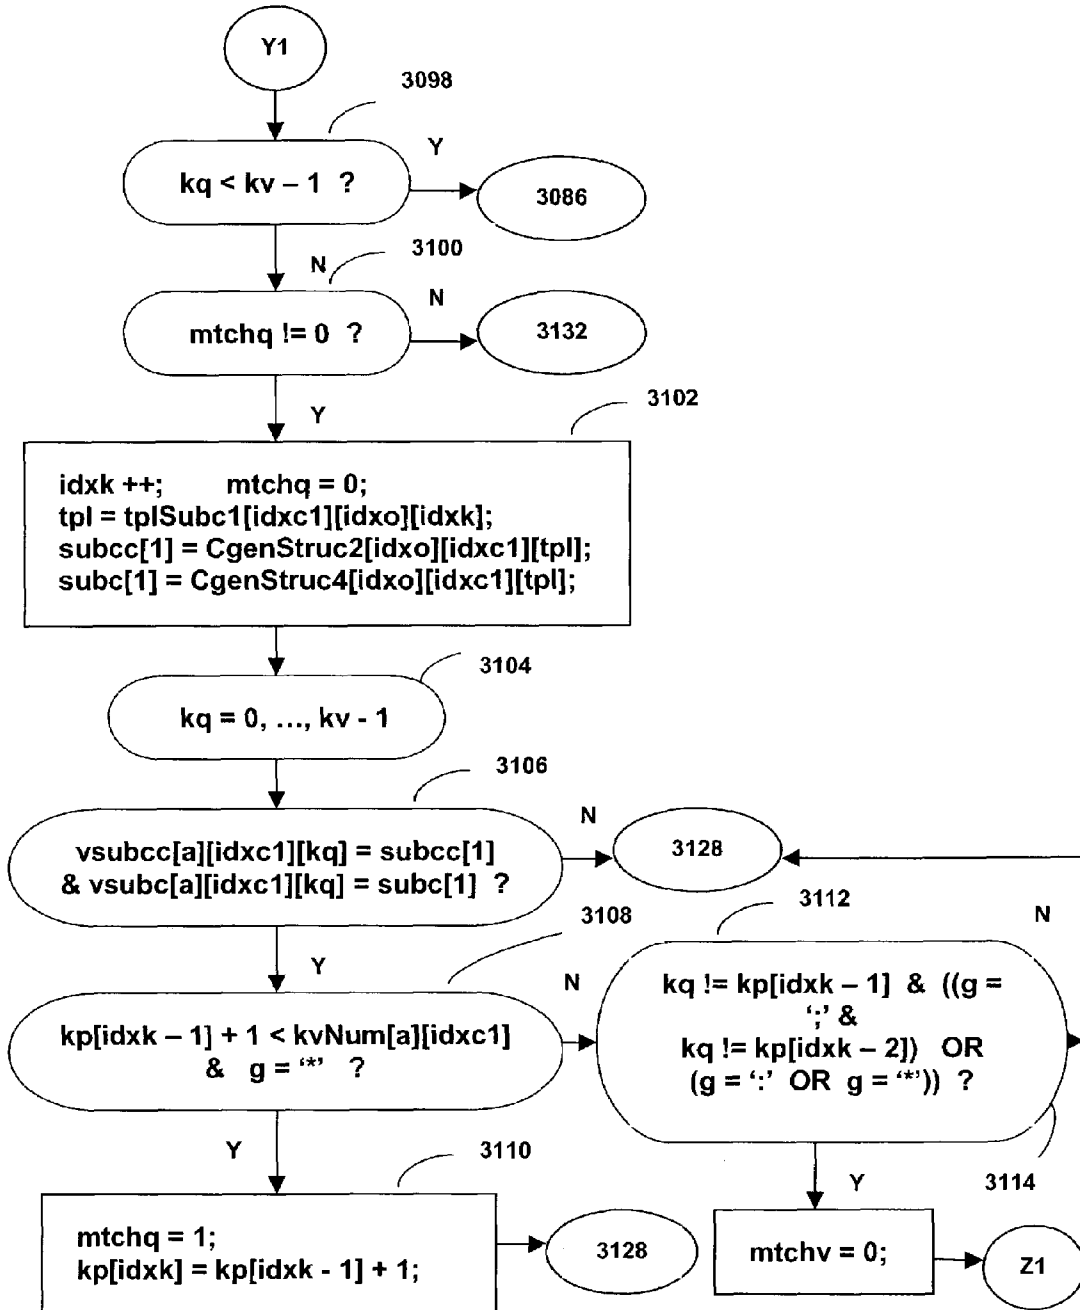 Y1
3098
kq < kv – 1 ?
Y
3086
N
3100
mtchq != 0 ?
N
3132
Y
3102
idxk ++; mtchq = 0;
tpl = tplSubc1[idxc1][idxo][idxk];
subcc[1] = CgenStruc2[idxo][idxc1][tpl];
subc[1] = CgenStruc4[idxo][idxc1][tpl];
3104
kq = 0, ..., kv - 1
3106
vsubcc[a][idxc1][kq] = subcc[1]
& vsubc[a][idxc1][kq] = subc[1] ?
N
3128
Y
3108
kp[idxk – 1] + 1 < kvNum[a][idxc1]
& g = ‘*’ ?
N
3112
N
kq != kp[idxk – 1] & ((g =
‘;’ &
kq != kp[idxk – 2]) OR
(g = ‘:’ OR g = ‘*’)) ?
3114
Y
3110
mtchq = 1;
kp[idxk] = kp[idxk - 1] + 1;
3128
Y
mtchv = 0;
Z1